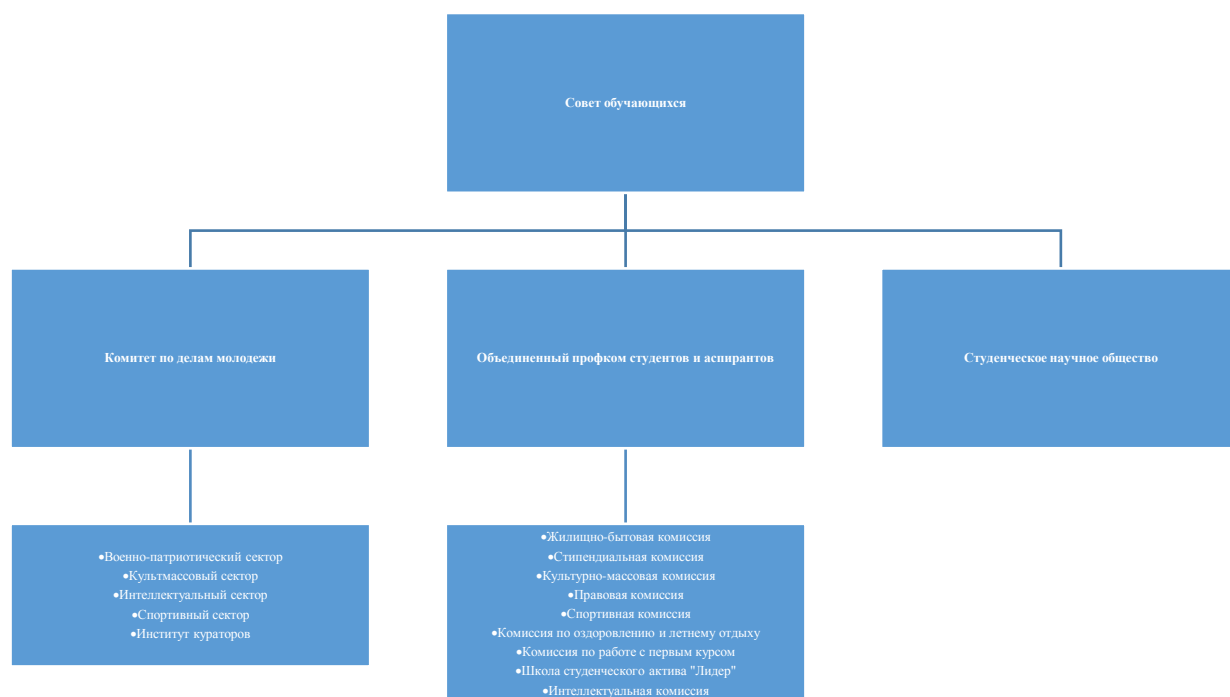 Совет обучающихся
Комитет по делам молодежи
Объединенный профком студентов и аспирантов
Студенческое научное общество
•Военно-патриотический сектор
•Культмассовый сектор
•Интеллектуальный сектор
•Спортивный сектор
•Институт кураторов
•Жилищно-бытовая комиссия
•Стипендиальная комиссия
•Культурно-массовая комиссия
•Правовая комиссия
•Спортивная комиссия
•Комиссия по оздоровлению и летнему отдыху
•Комиссия по работе с первым курсом
•Школа студенческого актива "Лидер"
•Интеллектуальная комиссия